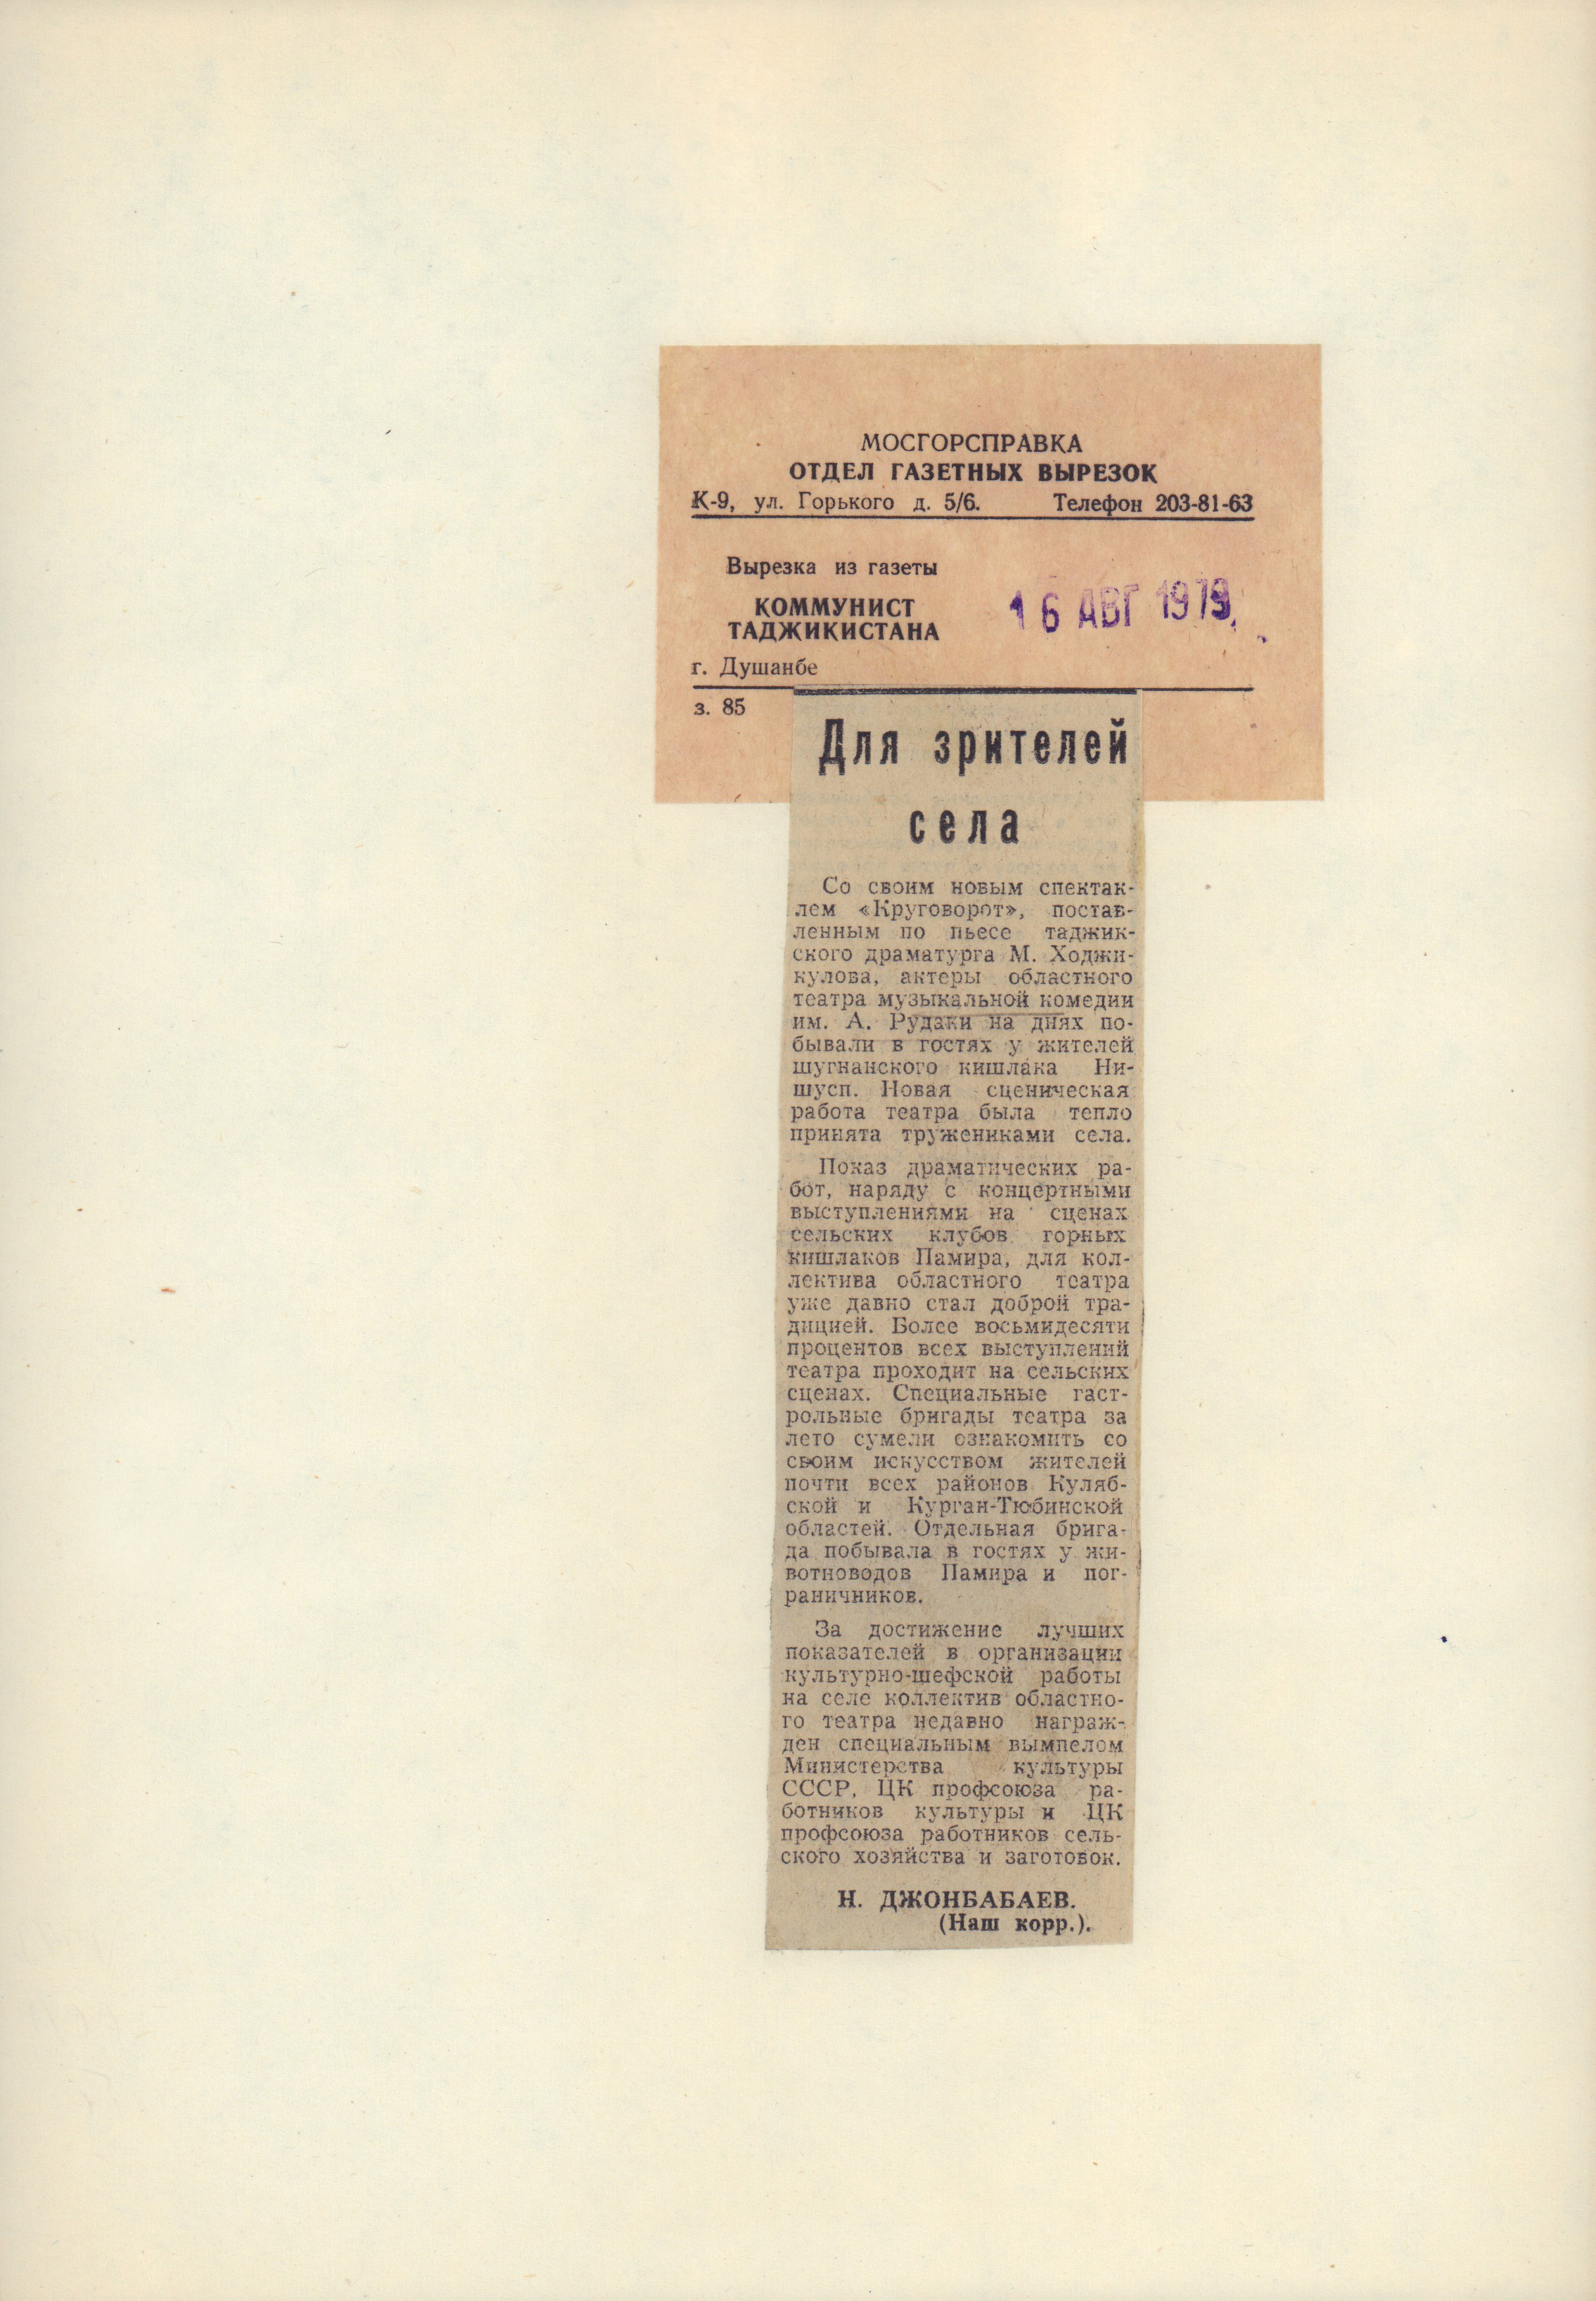 МОСГОРСПРАВКА
ОТДЕЛ ГАЗЕТНЫХ ВЫРЕЗОК
К-9, ул. Горького д. 5/6. Телефон 203-81-63
Вырезка из газеты
КОММУНИСТ
ТАДЖИКИСТАНА
16 АВГ 1979
г. Душанбе
з. 85
Для зрителей
села
Со своим новым спектак-
лем «Круговорот», постав-
ленным по пьесе таджик-
ского драматурга М. Ходжи-
кулова, актеры областного
театра музыкальной комедии
им. А. Рудаки на днях по-
бывали в гостях у жителей
шугнанского кишлака Ни-
шусп. Новая сценическая
работа театра была тепло
принята тружениками села.
Показ драматических ра-
бот, наряду с концертными
выступлениями на сценах
сельских клубов горных
кишлаков Памира, для кол-
лектива областного театра
уже давно стал доброй тра-
дицией. Более восьмидесяти
процентов всех выступлений
театра проходит на сельских
сценах. Специальные гаст-
рольные бригады театра за
лето сумели ознакомить со
своим искусством жителей
почти всех районов Куляб-
ской и Курган-Тюбинской
областей. Отдельная брига-
да побывала в гостях у жи-
вотноводов Памира и пог-
раничников.
За достижение лучших
показателей в организации
культурно-шефской работы
на селе коллектив областно-
го театра недавно награж-
ден специальным вымпелом
Министерства культуры
СССР, ЦК профсоюза ра-
ботников культуры и ЦК
профсоюза работников сель-
ского хозяйства и заготовок.
Н. ДЖОНБАБАЕВ.
(Наш корр.).